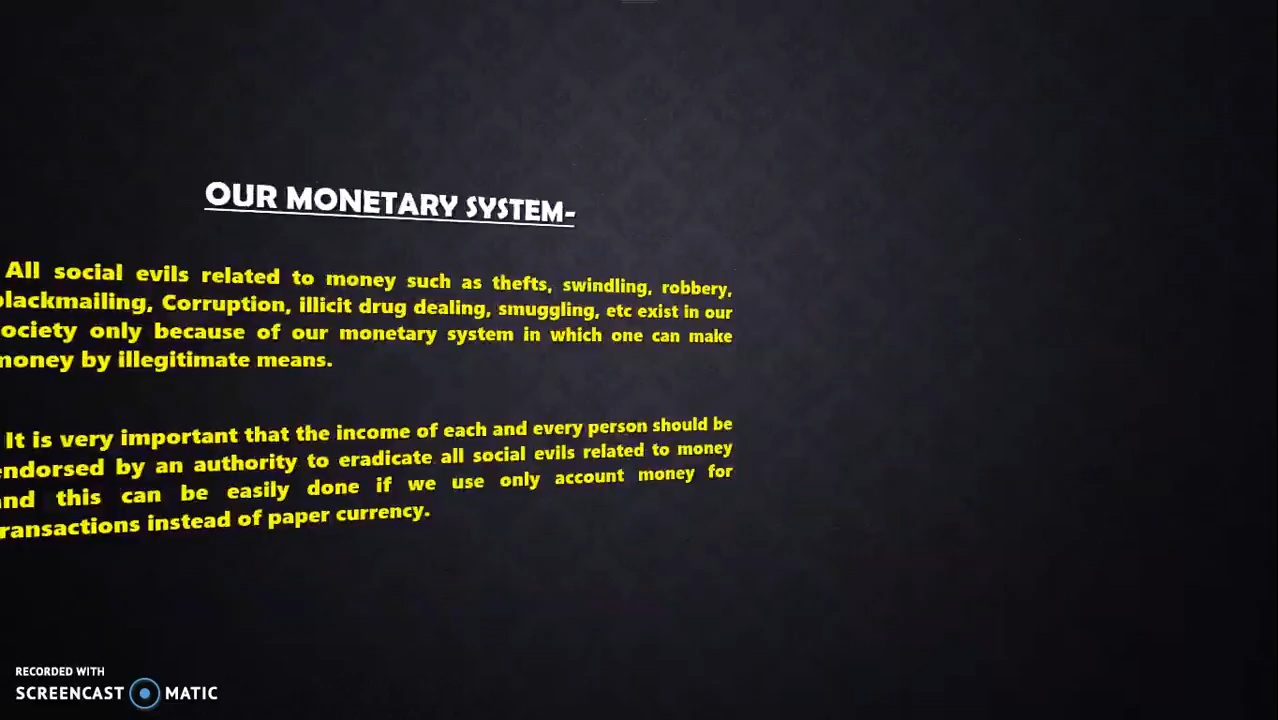 OUR MONETARY SYSTEM-
All social evils related to money such as thefts, swindling, robbery,
blackmailing, Corruption, illicit drug dealing, smuggling, etc exist in our
society only because of our monetary system in which one can make
money by illegitimate means.
It is very important that the income of each and every person should be
endorsed by an authority to eradicate all social evils related to money
and this can be easily done if we use only account money for
transactions instead of paper currency.
RECORDED WITH
SCREENCAST MATIC